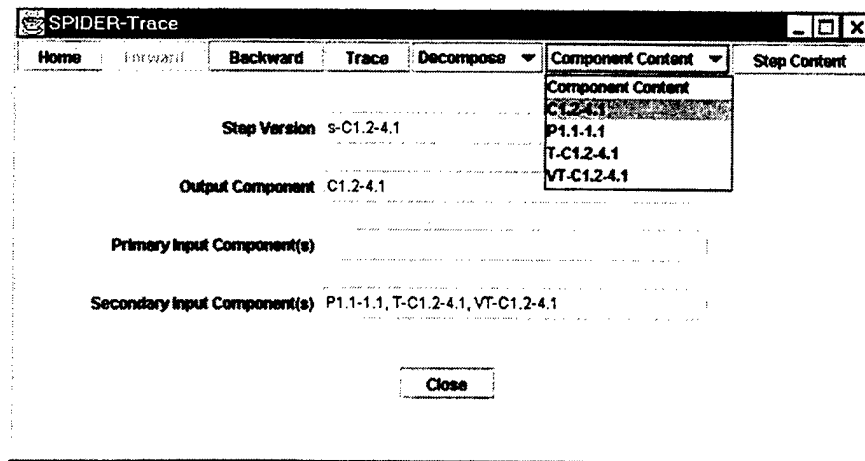 SPIDER-Trace
Home Forward Backward Trace Decompose Component Content Step Content
Component Content
C1.2-4.1
P1.1-1.1
T-C1.2-4.1
VT-C1.2-4.1
Step Version s-C1.2-4.1
Output Component C1.2-4.1
Primary Input Component(s)
Secondary Input Component(s) P1.1-1.1, T-C1.2-4.1, VT-C1.2-4.1
Close